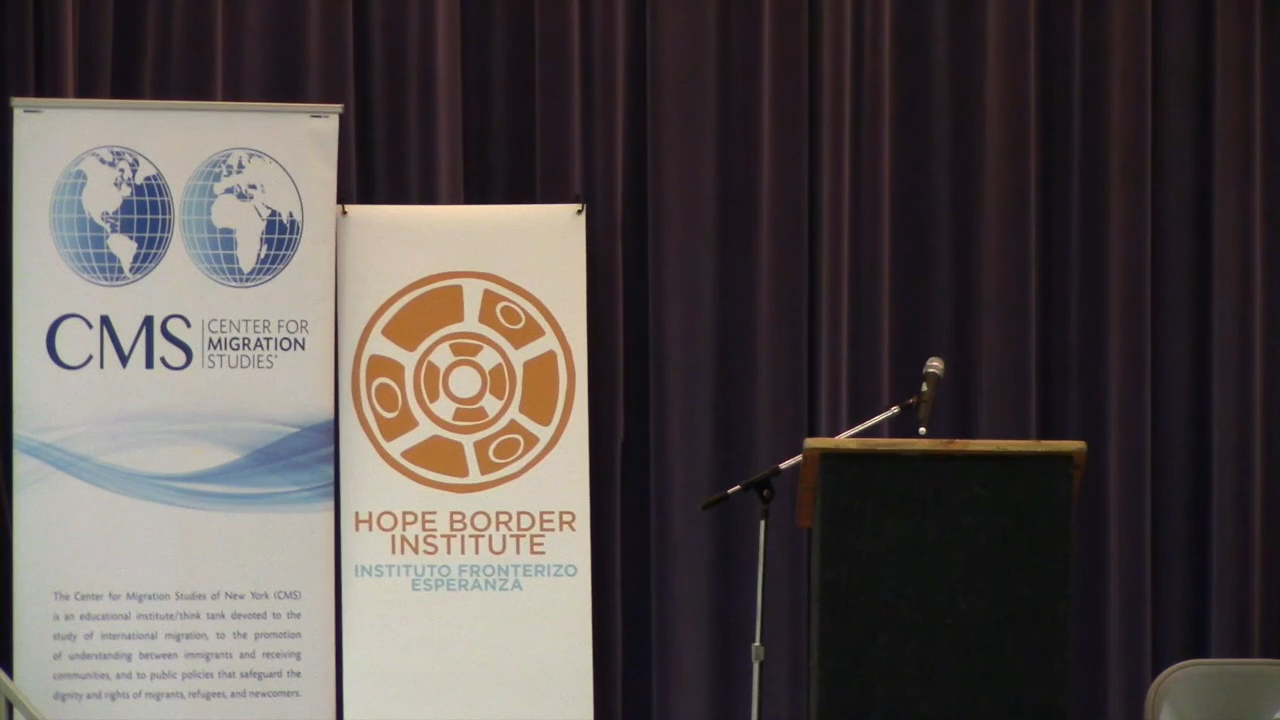 CMS
CENTER FOR
MIGRATION
STUDIES®
The Center for Migration Studies of New York (CMS)
is an educational institute/think tank devoted to the
study of international migration, to the promotion
of understanding between immigrants and receiving
communities, and to public policies that safeguard the
dignity and rights of migrants, refugees, and newcomers.
HOPE BORDER
INSTITUTE
INSTITUTO FRONTERIZO
ESPERANZA